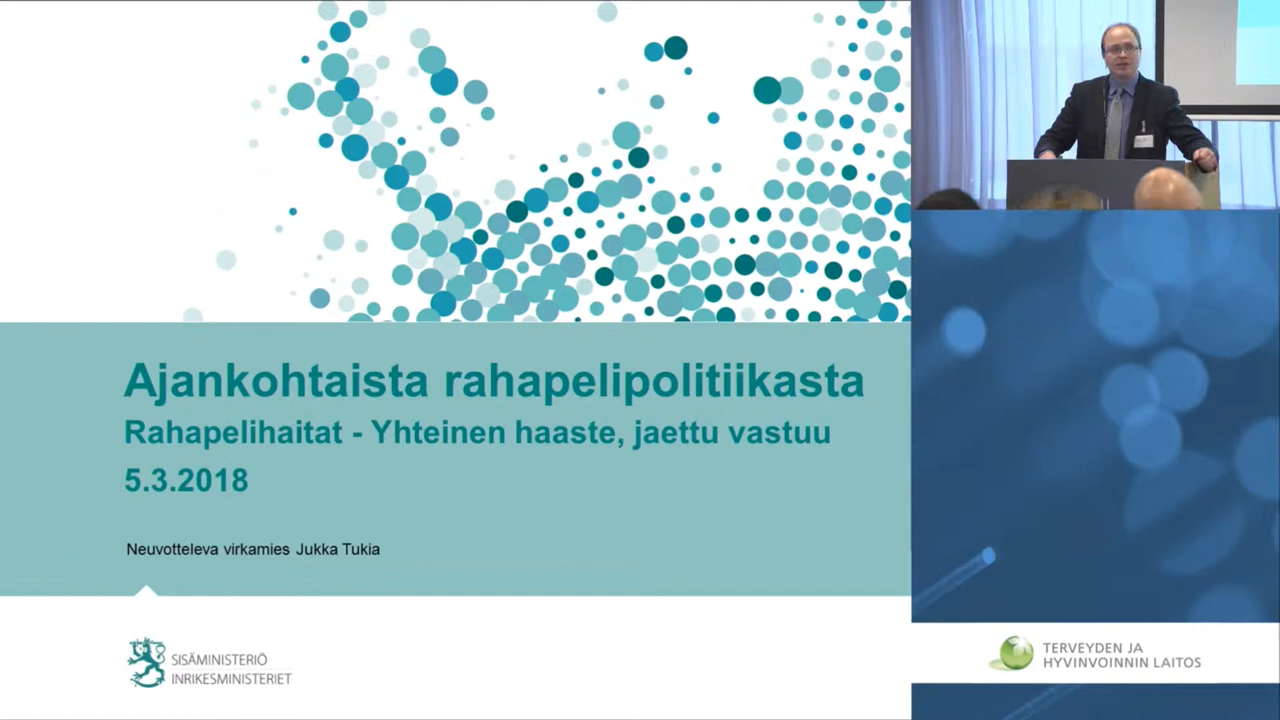 Ajankohtaista rahapelipolitiikasta
Rahapelihaitat - Yhteinen haaste, jaettu vastuu
5.3.2018
Neuvotteleva virkamies Jukka Tukia
SISÄMINISTERIÖ
INRIKESMINISTERIET
TERVEYDEN JA
HYVINVOINNIN LAITOS